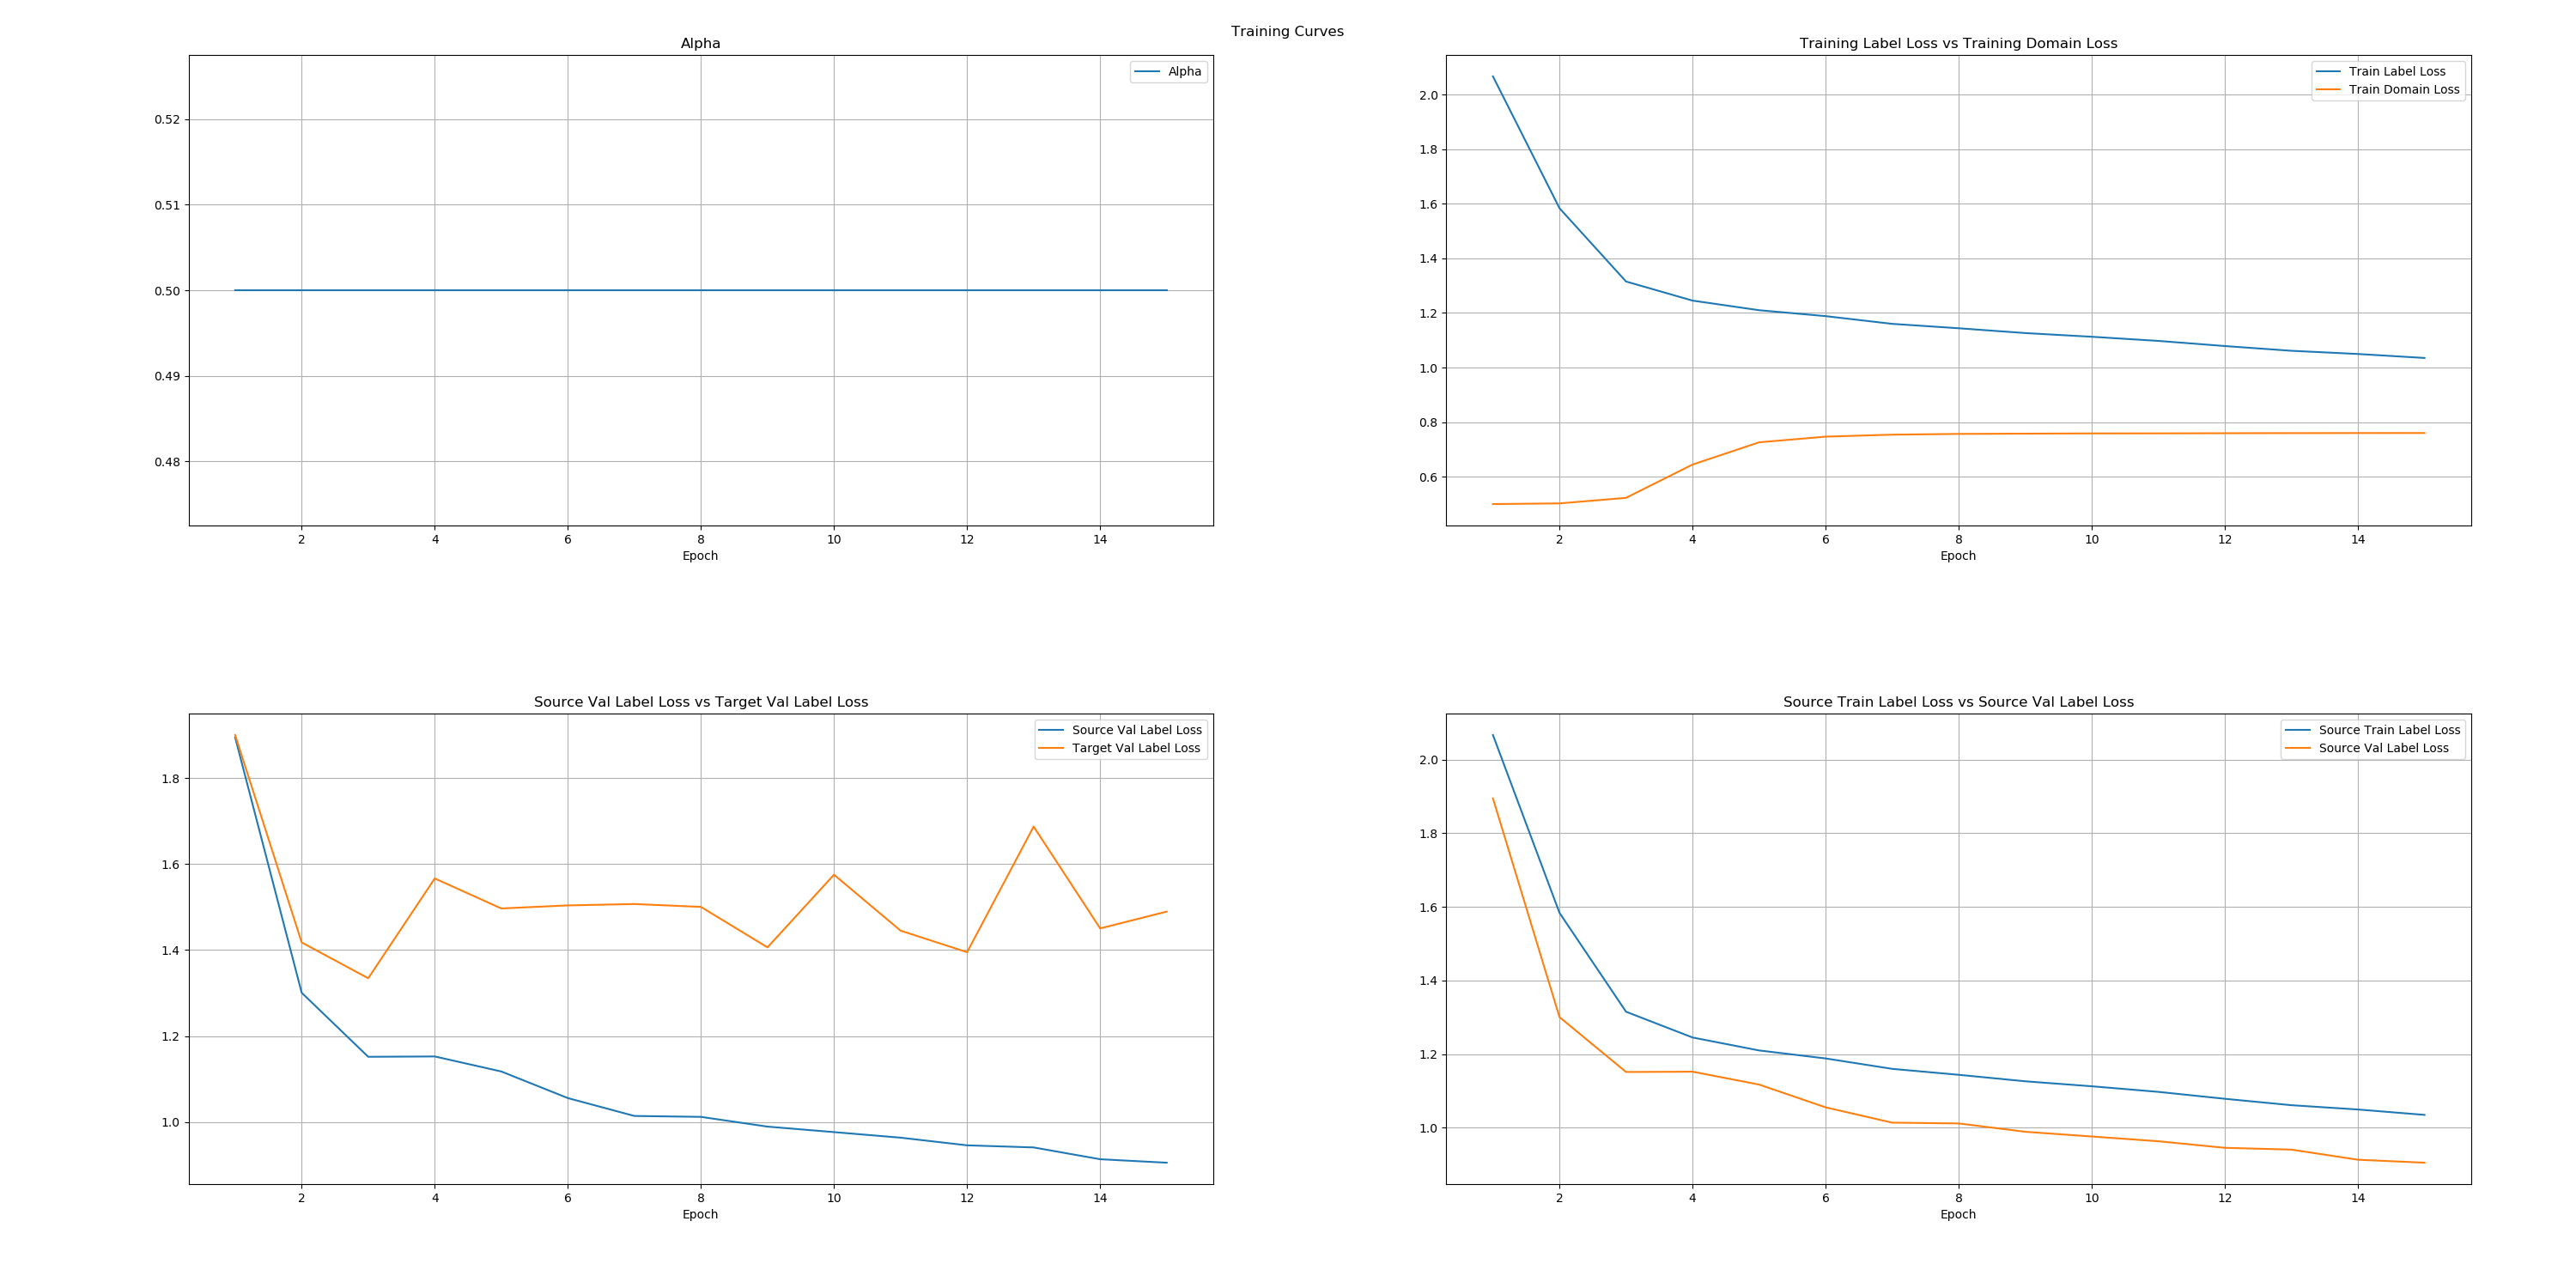 Training Curves
Alpha
Alpha
0.52
0.51
0.50
0.49
0.48
2 4 6 8 10 12 14
Epoch
Training Label Loss vs Training Domain Loss
Train Label Loss
Train Domain Loss
2.0
1.8
1.6
1.4
1.2
1.0
0.8
0.6
2 4 6 8 10 12 14
Epoch
Source Val Label Loss vs Target Val Label Loss
Source Val Label Loss
Target Val Label Loss
1.8
1.6
1.4
1.2
1.0
2 4 6 8 10 12 14
Epoch
Source Train Label Loss vs Source Val Label Loss
Source Train Label Loss
Source Val Label Loss
2.0
1.8
1.6
1.4
1.2
1.0
2 4 6 8 10 12 14
Epoch